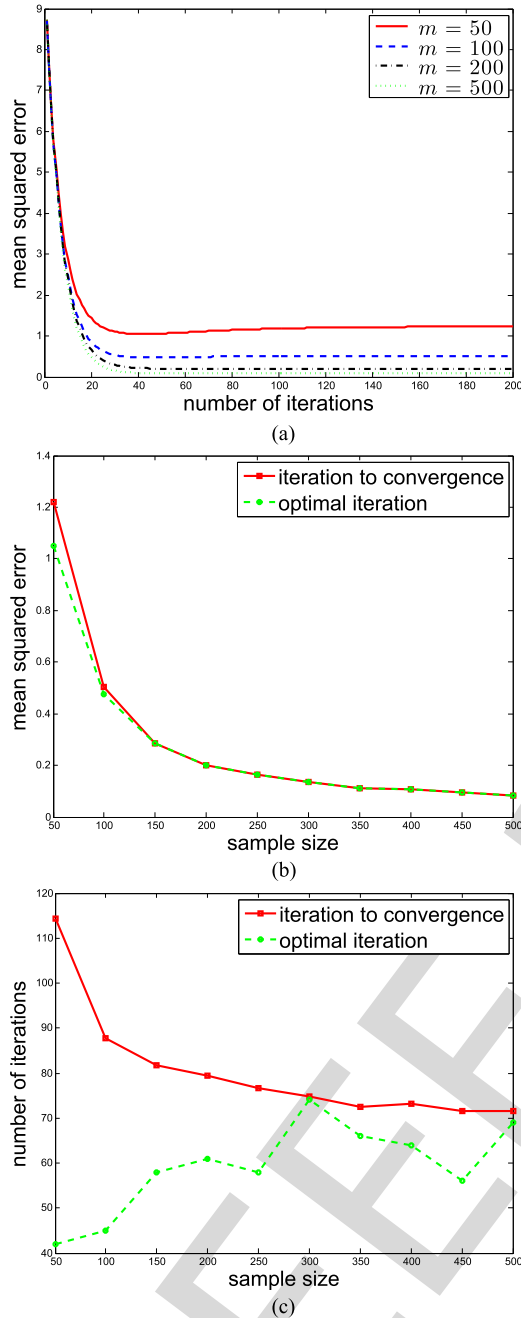 9
8
7
6
5
4
3
2
1
0
mean squared error
m = 50
m = 100
m = 200
m = 500
0 20 40 60 80 100 120 140 160 180 200
number of iterations
(a)
1.4
1.2
1
0.8
0.6
0.4
0.2
0
mean squared error
iteration to convergence
optimal iteration
50 100 150 200 250 300 350 400 450 500
sample size
(b)
120
110
100
90
80
70
60
50
40
number of iterations
iteration to convergence
optimal iteration
50 100 150 200 250 300 350 400 450 500
sample size
(c)